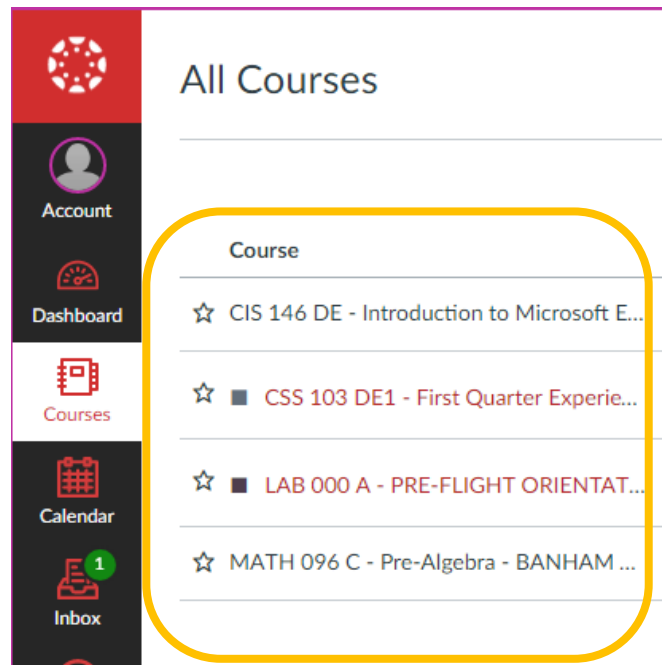 All Courses
Account
Dashboard
Courses
Calendar
1
Inbox
Course
CIS 146 DE - Introduction to Microsoft E...
CSS 103 DE1 - First Quarter Experie...
LAB 000 A - PRE-FLIGHT ORIENTAT...
MATH 096 C - Pre-Algebra - BANHAM ...